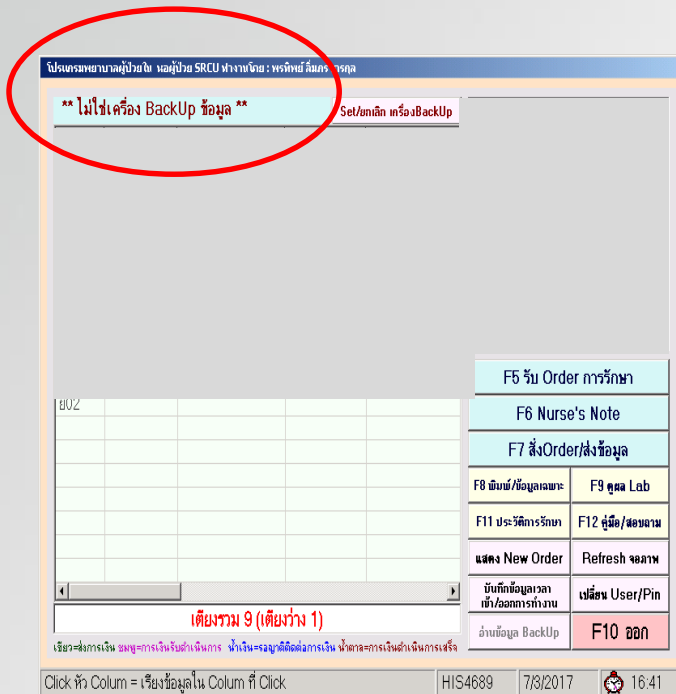 โปรแกรมพยาบาลผู้ป่วยใน หอผู้ป่วย SRCU ทำงานโดย : พรทิพย์
** ไม่ใช่เครื่อง BackUp ข้อมูล **
Set/ยกเลิก เครื่องBackUp
F5 รับ Order การรักษา
ย02
F6 Nurse's Note
F7 สั่งOrder/ส่งข้อมูล
F8 พิมพ์/ข้อมูลเฉพาะ
F9 ดูผล Lab
F11 ประวัติการรักษา
F12 คู่มือ/สอบถาม
แสดง New Order
Refresh จอภาพ
บันทึกข้อมูลเวลา
เข้า/ออกการทำงาน
เปลี่ยน User/Pin
เตียงรวม 9 (เตียงว่าง 1)
อ่านข้อมูล BackUp
F10 ออก
เขียว=ส่งการเงิน ชมพู=การเงินรับดำเนินการ น้ำเงิน=รอญาติติดต่อการเงิน น้ำตาล=การเงินดำเนินการเสร็จ
Click หัว Colum = เรียงข้อมูลใน Colum ที่ Click
HIS4689
7/3/2017
16:41